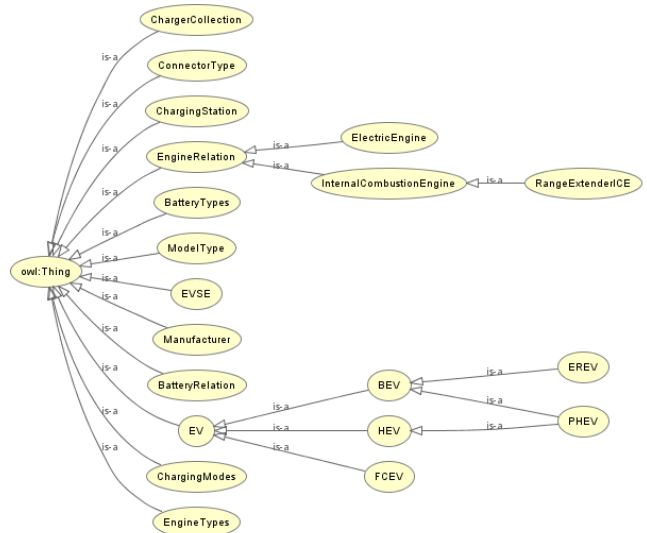 ChargerCollection
is-a
ConnectorType
is-a
ChargingStation
is-a
ElectricEngine
EngineRelation
is-a
is-a
is-a
InternalCombustionEngine
is-a
RangeExtenderICE
BatteryTypes
is-a
ModelType
is-a
owl:Thing
is-a
EVSE
is-a
Manufacturer
is-a
EREV
is-a
BatteryRelation
BEV
is-a
is-a
is-a
PHEV
EV
is-a
HEV
is-a
is-a
is-a
FCEV
ChargingModes
is-a
EngineTypes